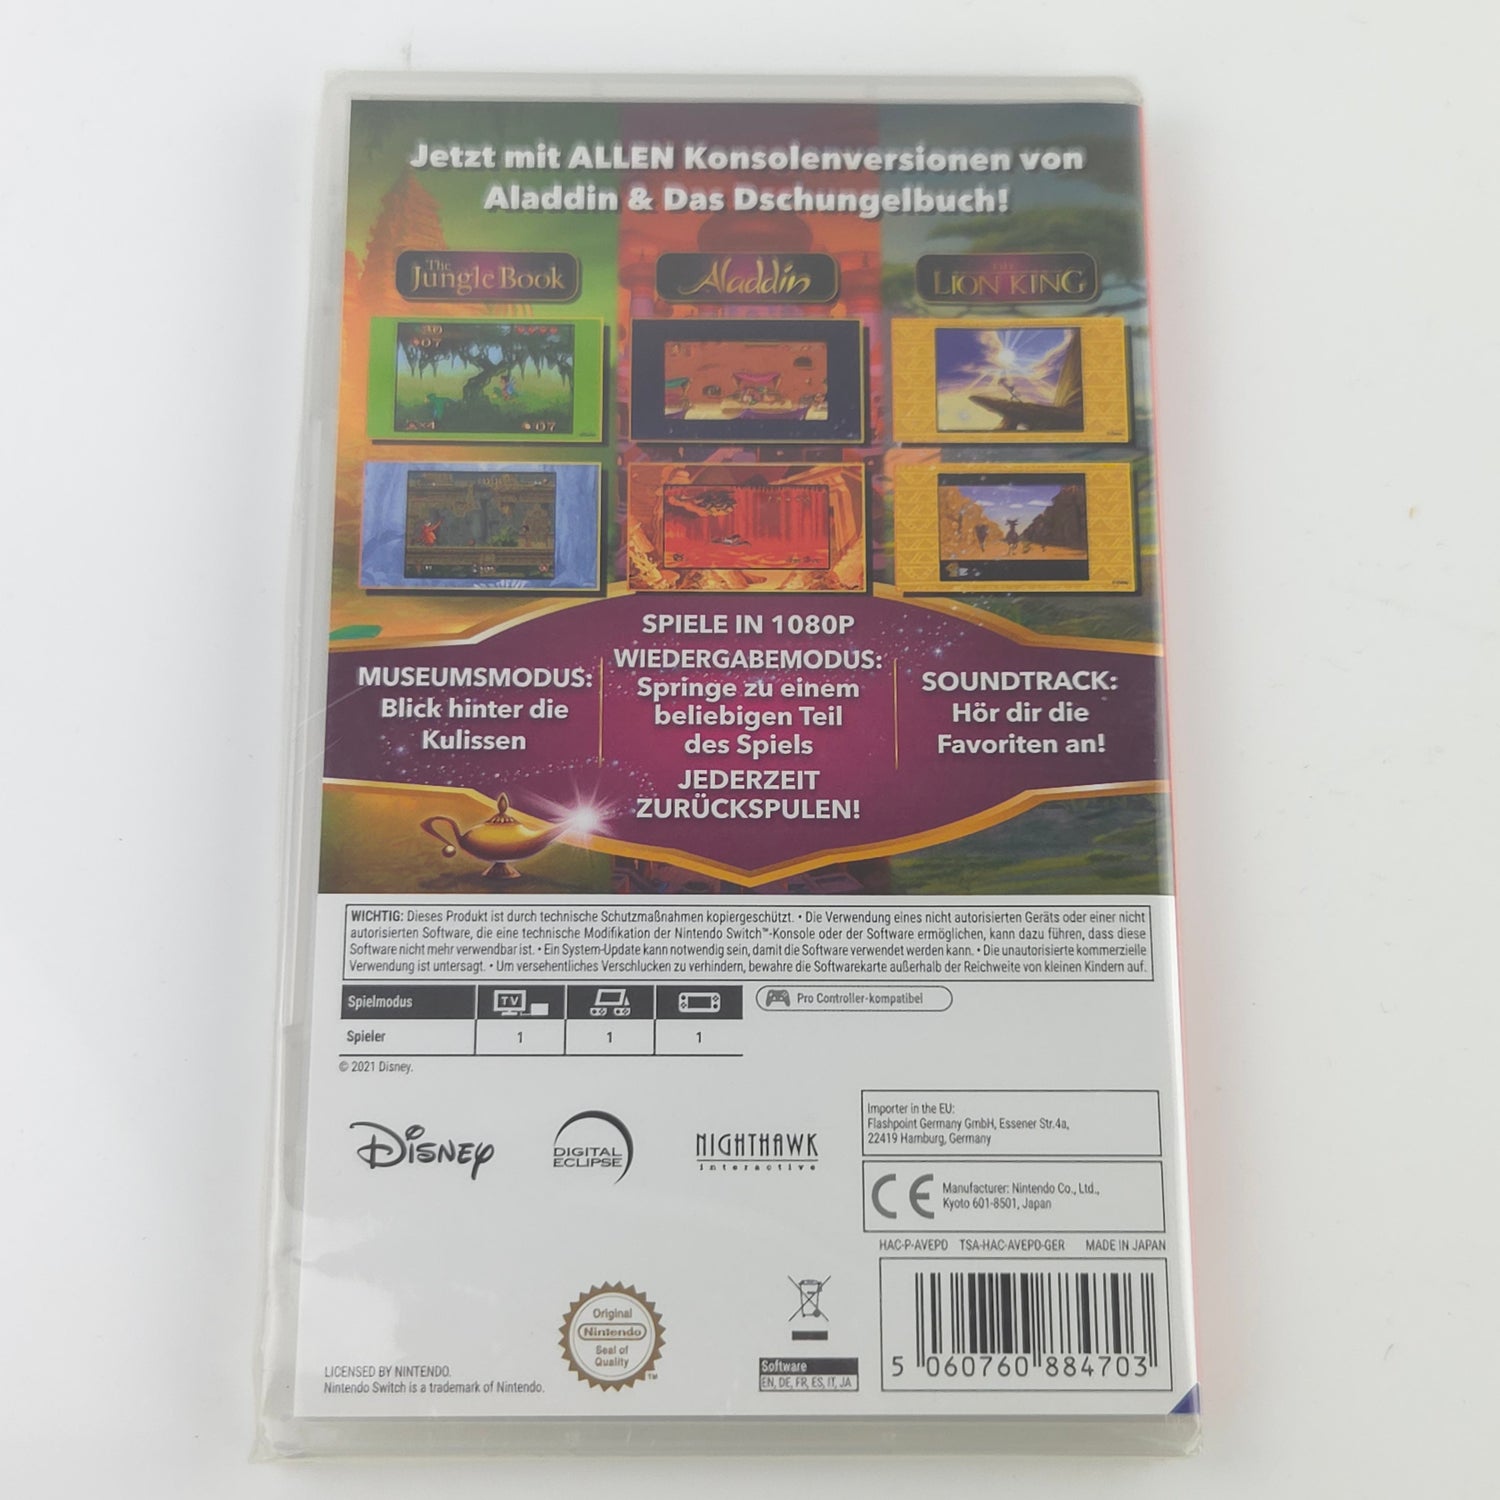 Jetzt mit ALLEN Konsolenversionen von
Aladdin & Das Dschungelbuch!
The
Jungle Book
Aladdin
THE
LION KING
SPIELE IN 1080P
WIEDERGABEMODUS:
Springe zu einem
beliebigen Teil
des Spiels
JEDERZEIT
ZURÜCKSPULEN!
MUSEUMSMODUS:
Blick hinter die
Kulissen
SOUNDTRACK:
Hör dir die
Favoriten an!
WICHTIG: Dieses Produkt ist durch technische Schutzmaßnahmen kopiergeschützt. • Die Verwendung eines nicht autorisierten Geräts oder einer nicht
autorisierten Software, die eine technische Modifikation der Nintendo Switch™-Konsole oder der Software ermöglichen, kann dazu führen, dass diese
Software nicht mehr verwendbar ist. • Ein System-Update kann notwendig sein, damit die Software verwendet werden kann. • Die unautorisierte kommerzielle
Verwendung ist untersagt. • Um versehentliches Verschlucken zu verhindern, bewahre die Softwarekarte außerhalb der Reichweite von kleinen Kindern auf.
Spielmodus TV
Pro Controller-kompatibel
Spieler 1 1 1
© 2021 Disney.
Disney
DIGITAL
ECLIPSE
NIGHTHAWK
interactive
Importer in the EU:
Flashpoint Germany GmbH, Essener Str.4a,
22419 Hamburg, Germany
CE
Manufacturer: Nintendo Co., Ltd.,
Kyoto 601-8501, Japan
HAC-P-AVEPD TSA-HAC-AVEPD-GER MADE IN JAPAN
Original
Nintendo
Seal of
Quality
TM
LICENSED BY NINTENDO.
Nintendo Switch is a trademark of Nintendo.
Software
EN, DE, FR, ES, IT, JA
5 060760 884703